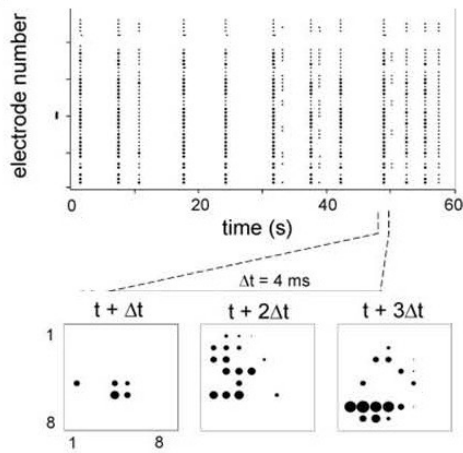 electrode number
0 20 40 60
time (s)
Δt = 4 ms
t + Δt t + 2Δt t + 3Δt
1
8
1 8